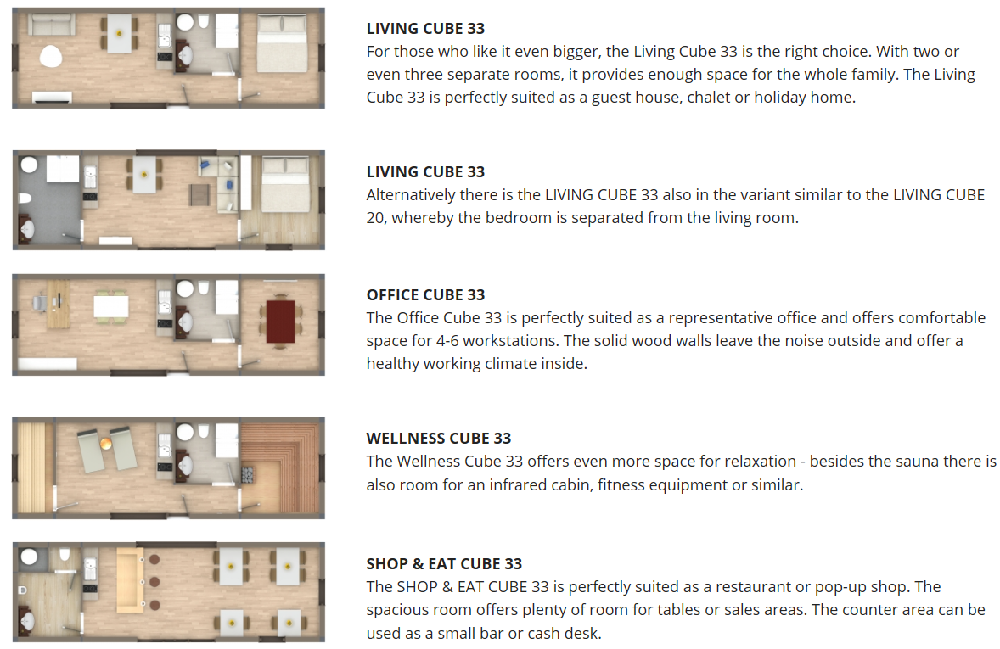 LIVING CUBE 33
For those who like it even bigger, the Living Cube 33 is the right choice. With two or
even three separate rooms, it provides enough space for the whole family. The Living
Cube 33 is perfectly suited as a guest house, chalet or holiday home.
LIVING CUBE 33
Alternatively there is the LIVING CUBE 33 also in the variant similar to the LIVING CUBE
20, whereby the bedroom is separated from the living room.
OFFICE CUBE 33
The Office Cube 33 is perfectly suited as a representative office and offers comfortable
space for 4-6 workstations. The solid wood walls leave the noise outside and offer a
healthy working climate inside.
WELLNESS CUBE 33
The Wellness Cube 33 offers even more space for relaxation - besides the sauna there is
also room for an infrared cabin, fitness equipment or similar.
SHOP & EAT CUBE 33
The SHOP & EAT CUBE 33 is perfectly suited as a restaurant or pop-up shop. The
spacious room offers plenty of room for tables or sales areas. The counter area can be
used as a small bar or cash desk.